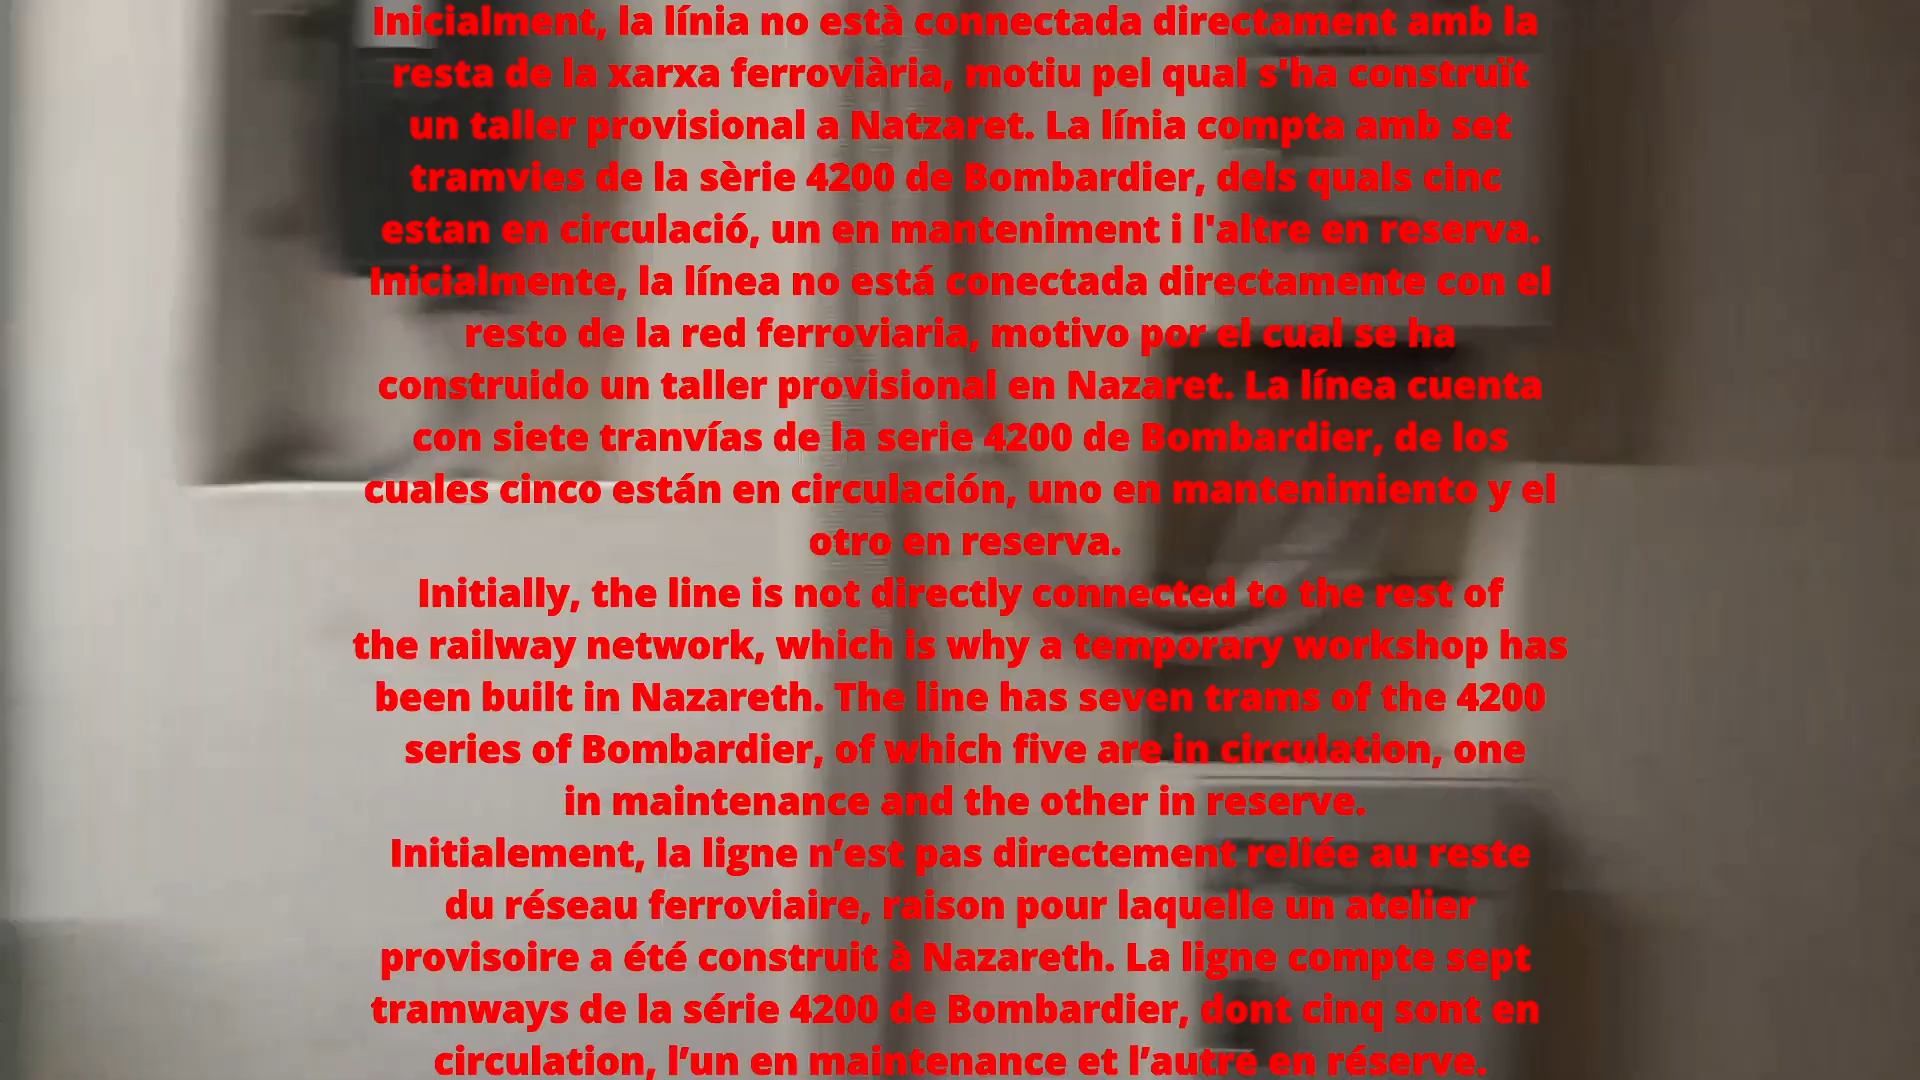 Inicialment, la línia no està connectada directament amb la
resta de la xarxa ferroviària, motiu pel qual s'ha construït
un taller provisional a Natzaret. La línia compta amb set
tramvies de la sèrie 4200 de Bombardier, dels quals cinc
estan en circulació, un en manteniment i l'altre en reserva.
Inicialmente, la línea no está conectada directamente con el
resto de la red ferroviaria, motivo por el cual se ha
construido un taller provisional en Nazaret. La línea cuenta
con siete tranvías de la serie 4200 de Bombardier, de los
cuales cinco están en circulación, uno en mantenimiento y el
otro en reserva.
Initially, the line is not directly connected to the rest of
the railway network, which is why a temporary workshop has
been built in Nazareth. The line has seven trams of the 4200
series of Bombardier, of which five are in circulation, one
in maintenance and the other in reserve.
Initialement, la ligne n’est pas directement reliée au reste
du réseau ferroviaire, raison pour laquelle un atelier
provisoire a été construit à Nazareth. La ligne compte sept
tramways de la série 4200 de Bombardier, dont cinq sont en
circulation, l’un en maintenance et l’autre en réserve.